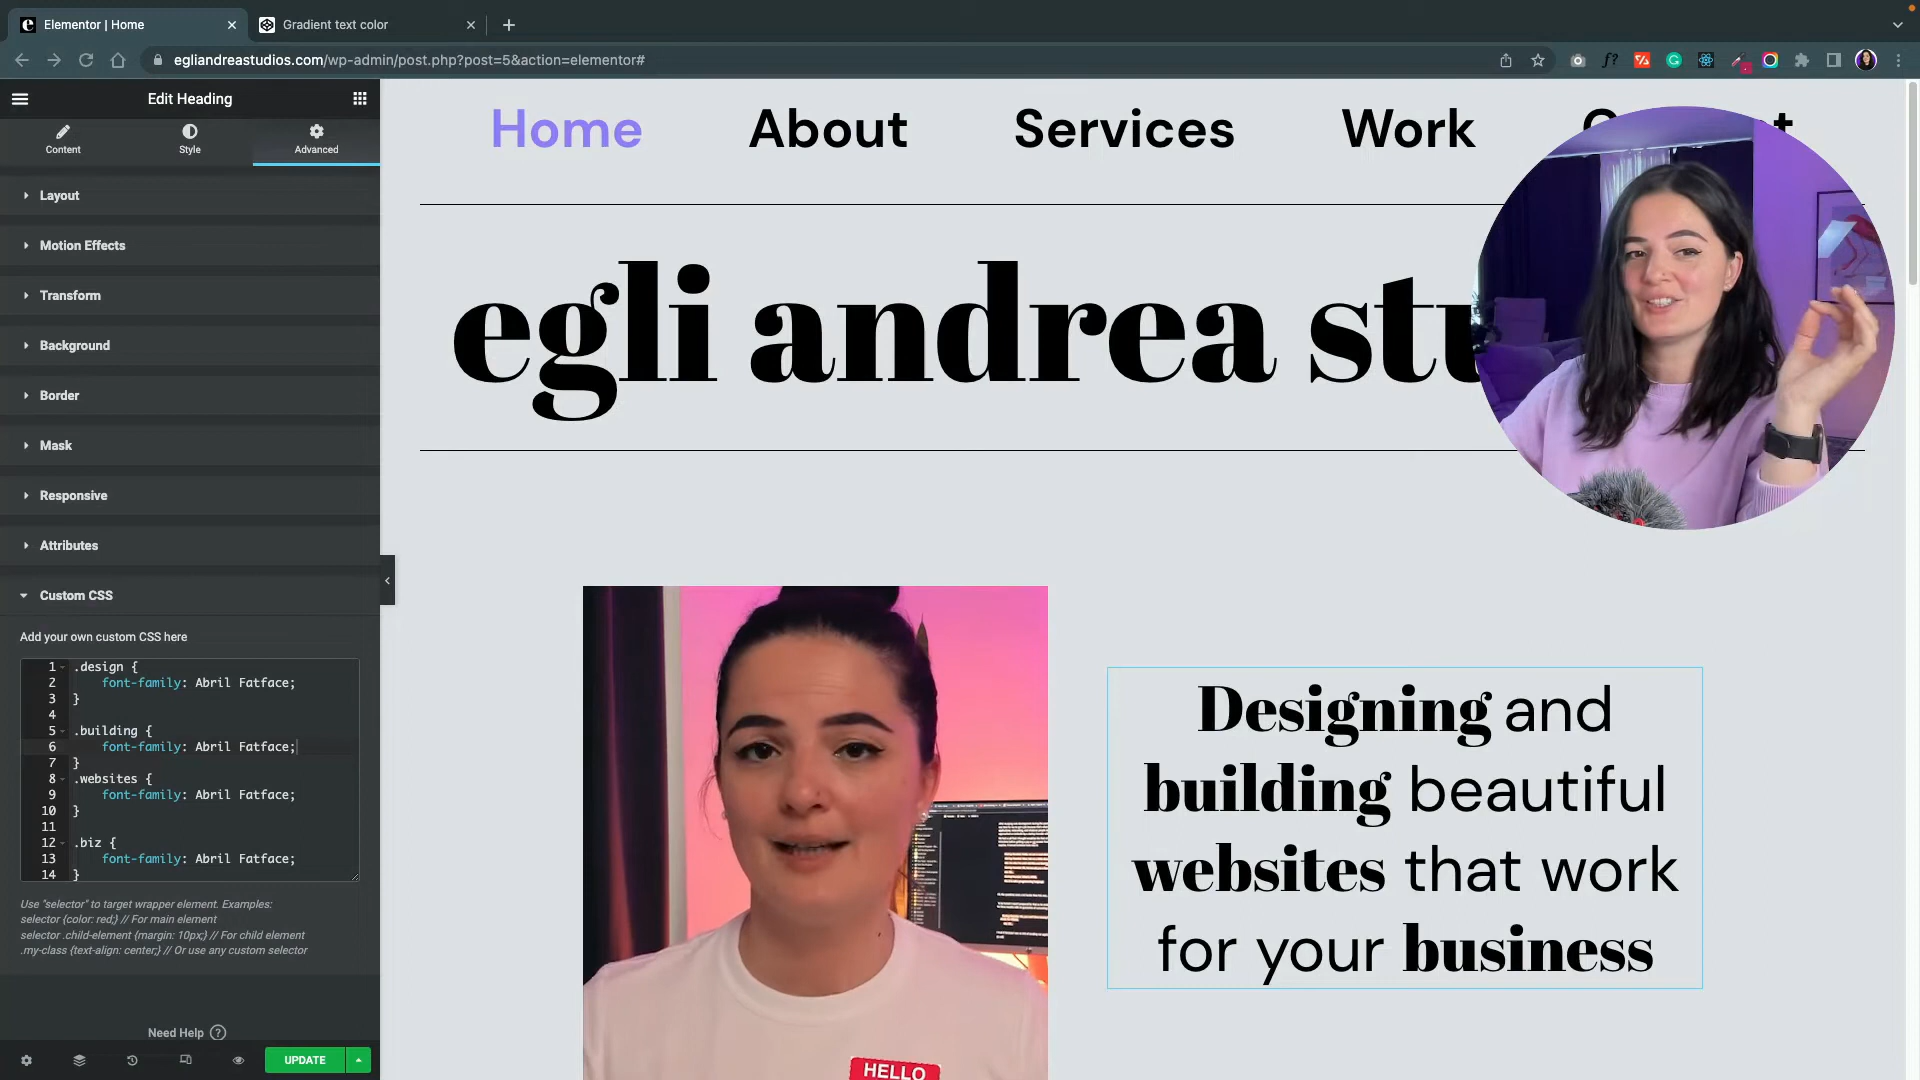 Elementor | Home
Gradient text color
egliandreastudios.com/wp-admin/post.php?post=5&action=elementor#
Edit Heading
Content
Style
Advanced
Layout
Motion Effects
Transform
Background
Border
Mask
Responsive
Attributes
Custom CSS
Add your own custom CSS here
1 .design {
2 font-family: Abril Fatface;
3 }
4
5 .building {
6 font-family: Abril Fatface;
7 }
8 .websites {
9 font-family: Abril Fatface;
10 }
11
12 .biz {
13 font-family: Abril Fatface;
14 }
Use "selector" to target wrapper element. Examples:
selector {color: red;} // For main element
selector .child-element {margin: 10px;} // For child element
.my-class {text-align: center;} // Or use any custom selector
Need Help ?
UPDATE
Home About Services Work
egli andrea stu
Designing and
building beautiful
websites that work
for your business
HELLO